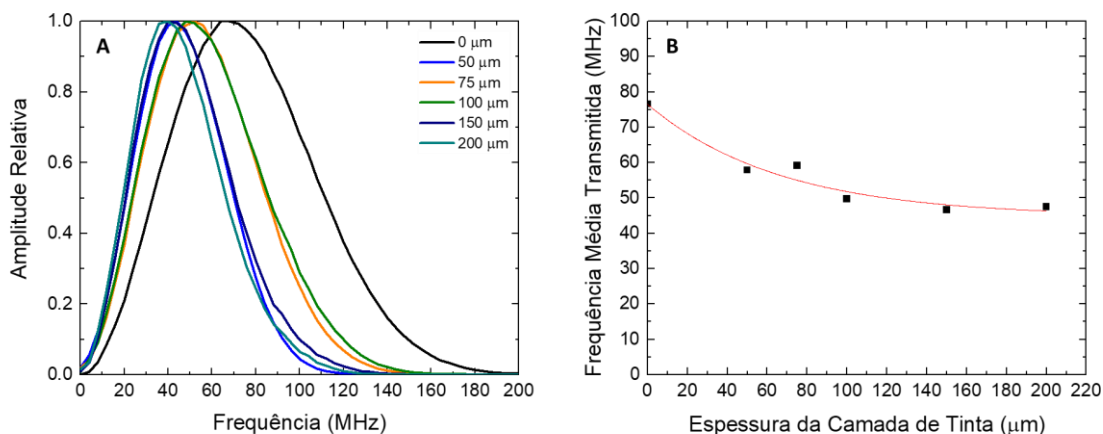 A
0 μm
50 μm
75 μm
100 μm
150 μm
200 μm
1.0
0.8
0.6
0.4
0.2
0.0
Amplitude Relativa
0 20 40 60 80 100 120 140 160 180 200
Frequência (MHz)
B
100
90
80
70
60
50
40
30
20
10
0
Frequência Média Transmitida (MHz)
0 20 40 60 80 100 120 140 160 180 200 220
Espessura da Camada de Tinta (μm)